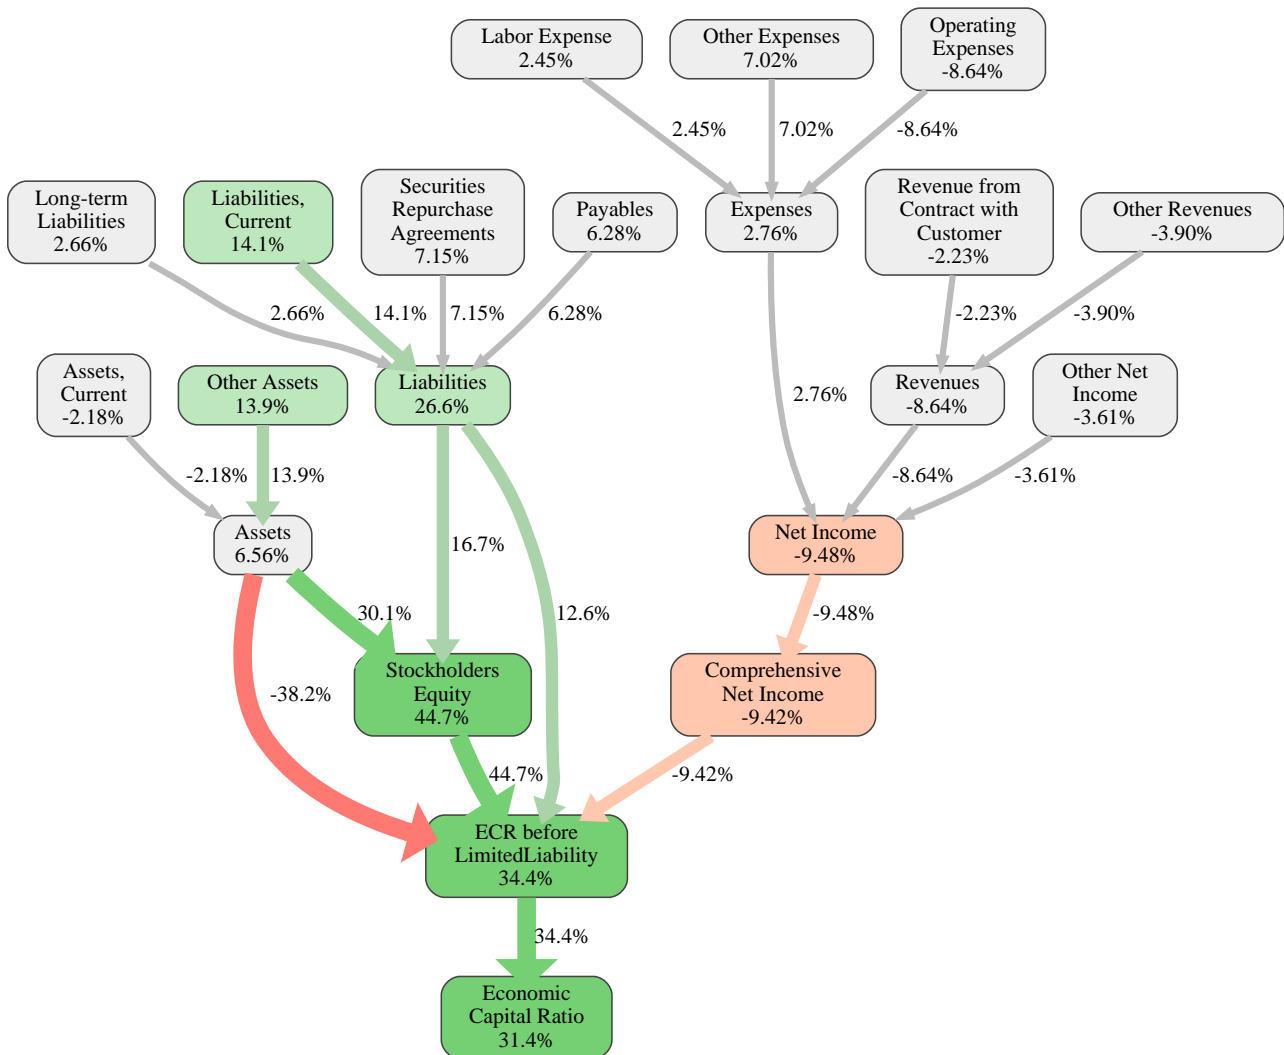 Labor Expense
2.45%
Other Expenses
7.02%
Operating
Expenses
-8.64%
2.45%
7.02%
-8.64%
Long-term
Liabilities
2.66%
Liabilities,
Current
14.1%
Securities
Repurchase
Agreements
7.15%
Payables
6.28%
Expenses
2.76%
Revenue from
Contract with
Customer
-2.23%
Other Revenues
-3.90%
2.66%
14.1%
7.15%
6.28%
2.76%
-2.23%
-3.90%
Assets,
Current
-2.18%
Other Assets
13.9%
Liabilities
26.6%
Revenues
-8.64%
Other Net
Income
-3.61%
-2.18%
13.9%
16.7%
12.6%
-8.64%
-3.61%
Assets
6.56%
Net Income
-9.48%
30.1%
-38.2%
-9.48%
Stockholders
Equity
44.7%
Comprehensive
Net Income
-9.42%
44.7%
-9.42%
ECR before
LimitedLiability
34.4%
34.4%
Economic
Capital Ratio
31.4%